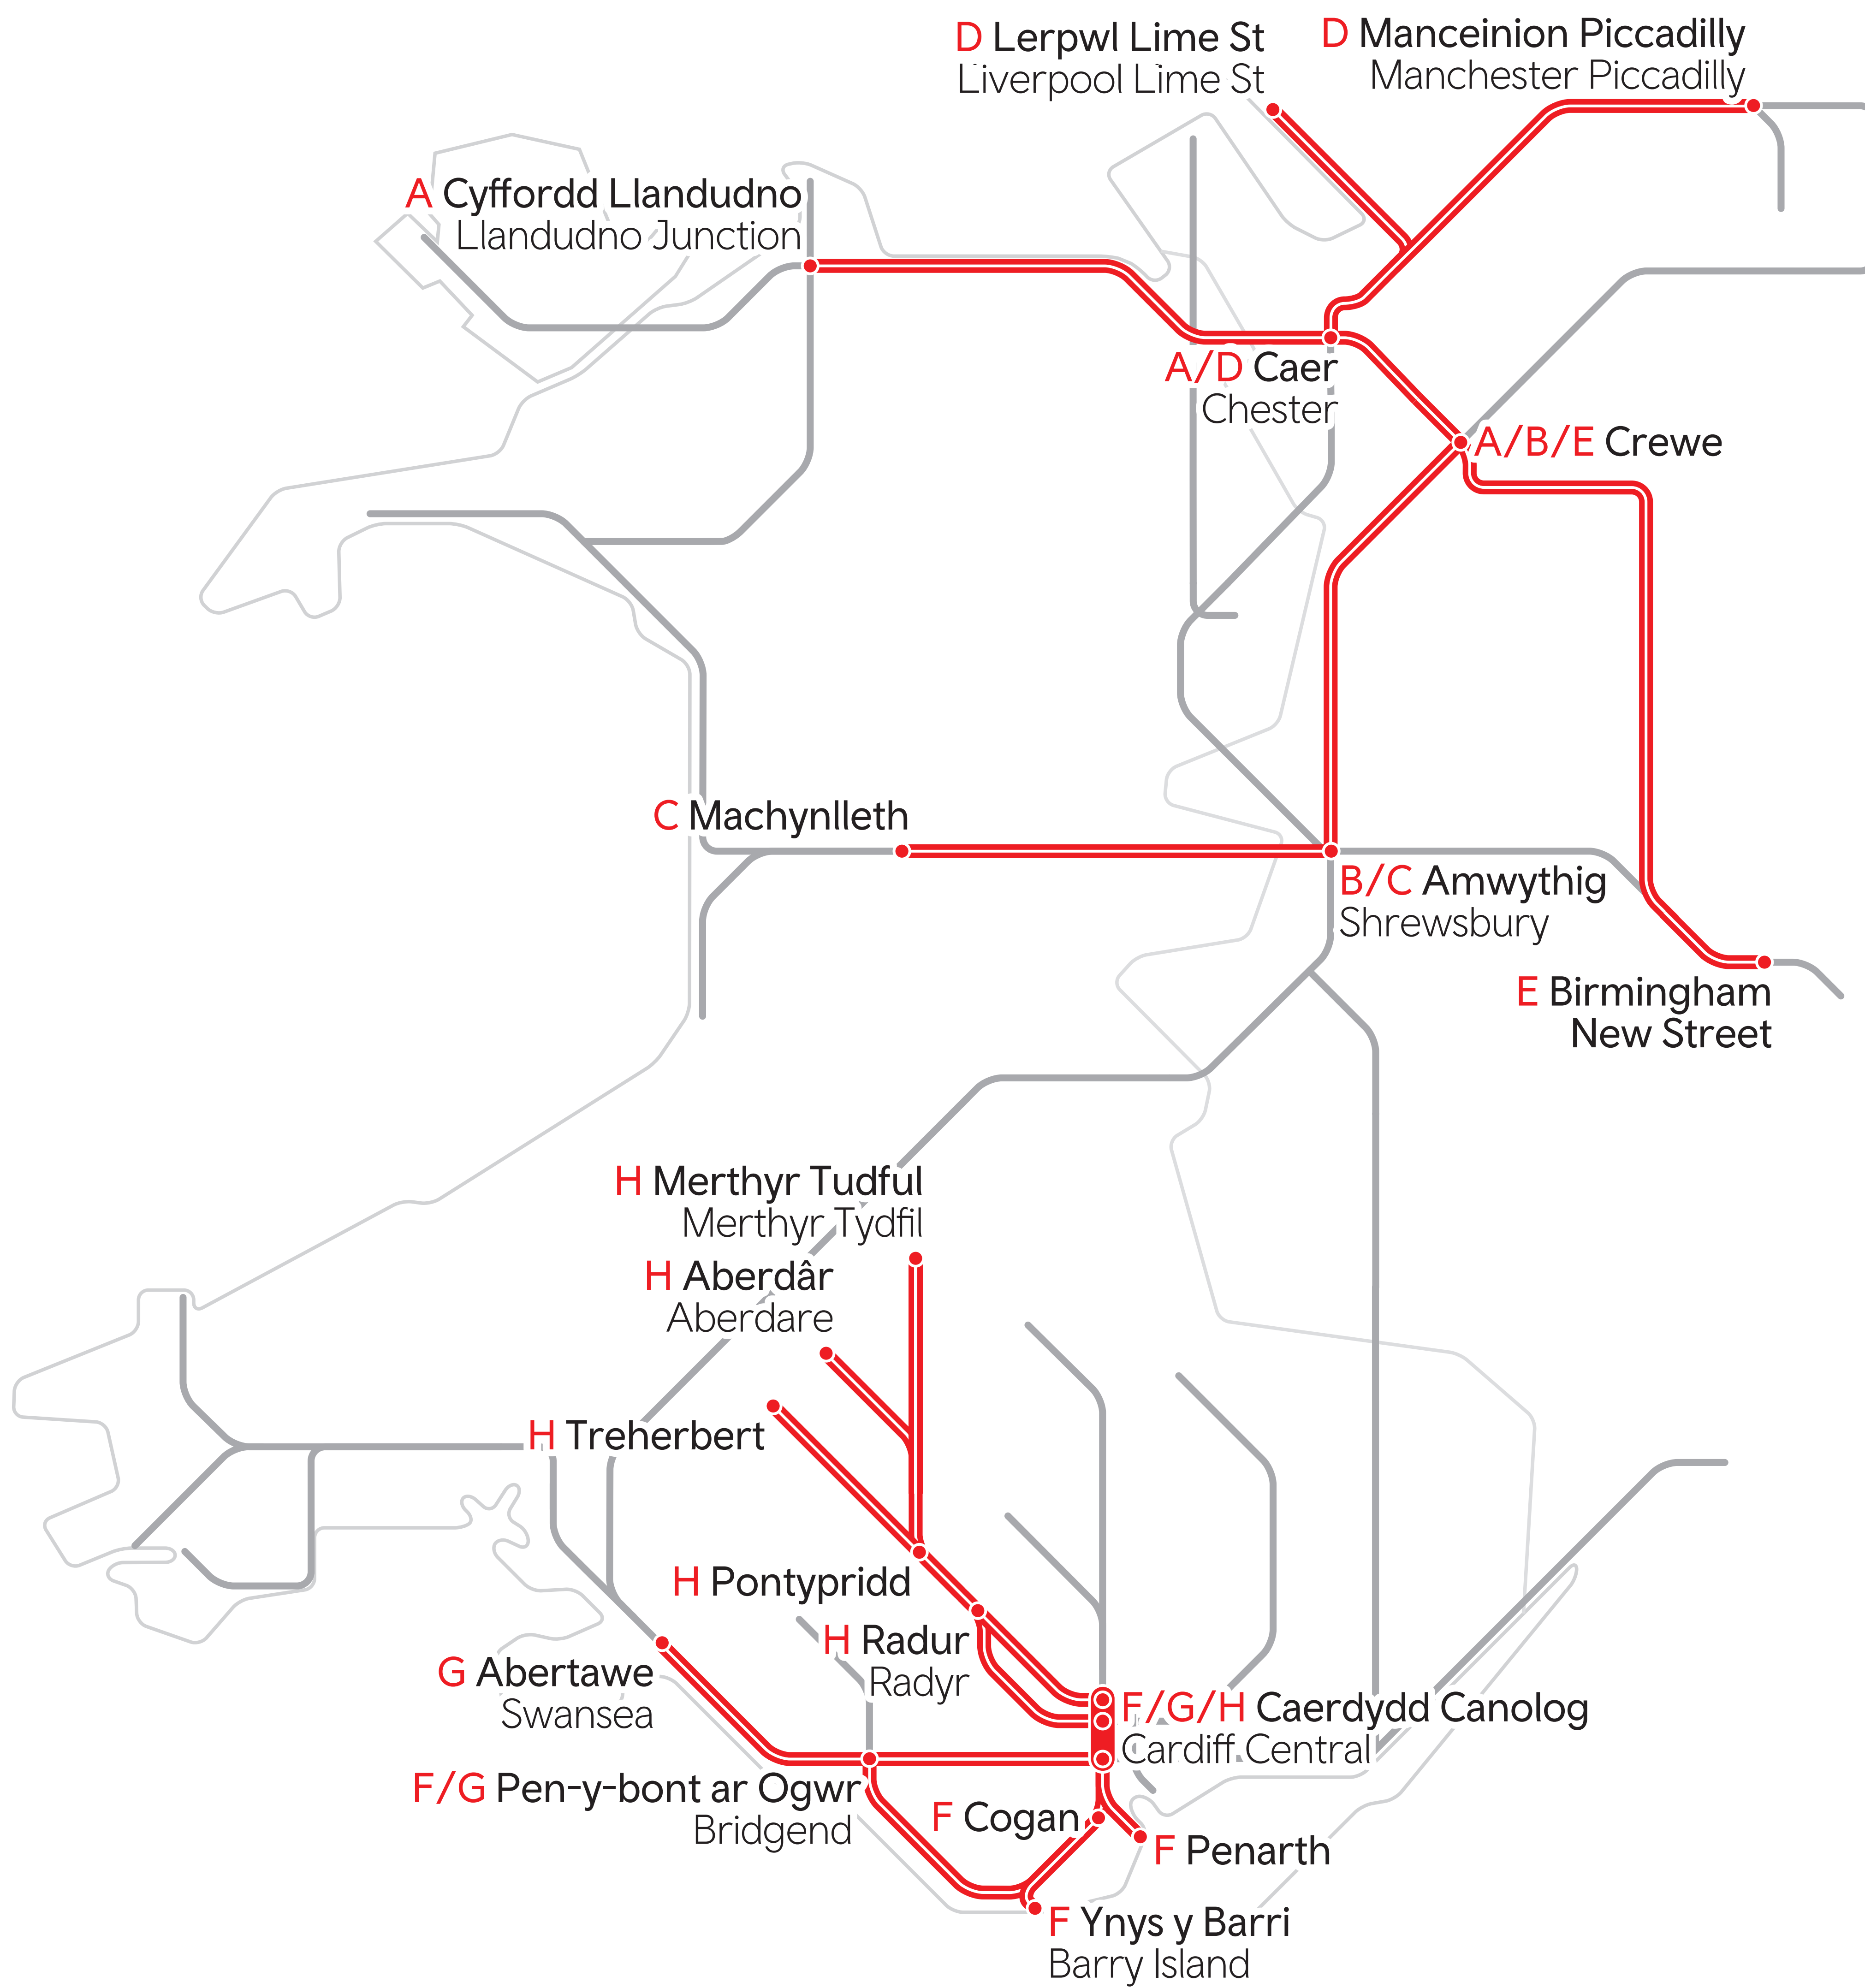 D Lerpwl Lime St
Liverpool Lime St
D Manceinion Piccadilly
Manchester Piccadilly
A Cyffordd Llandudno
Llandudno Junction
A/D Caer
Chester
A/B/E Crewe
C Machynlleth
B/C Amwythig
Shrewsbury
E Birmingham
New Street
H Merthyr Tudful
Merthyr Tydfil
H Aberdâr
Aberdare
H Treherbert
H Pontypridd
H Radur
Radyr
G Abertawe
Swansea
F/G/H Caerdydd Canolog
Cardiff Central
F/G Pen-y-bont ar Ogwr
Bridgend
F Cogan
F Penarth
F Ynys y Barri
Barry Island